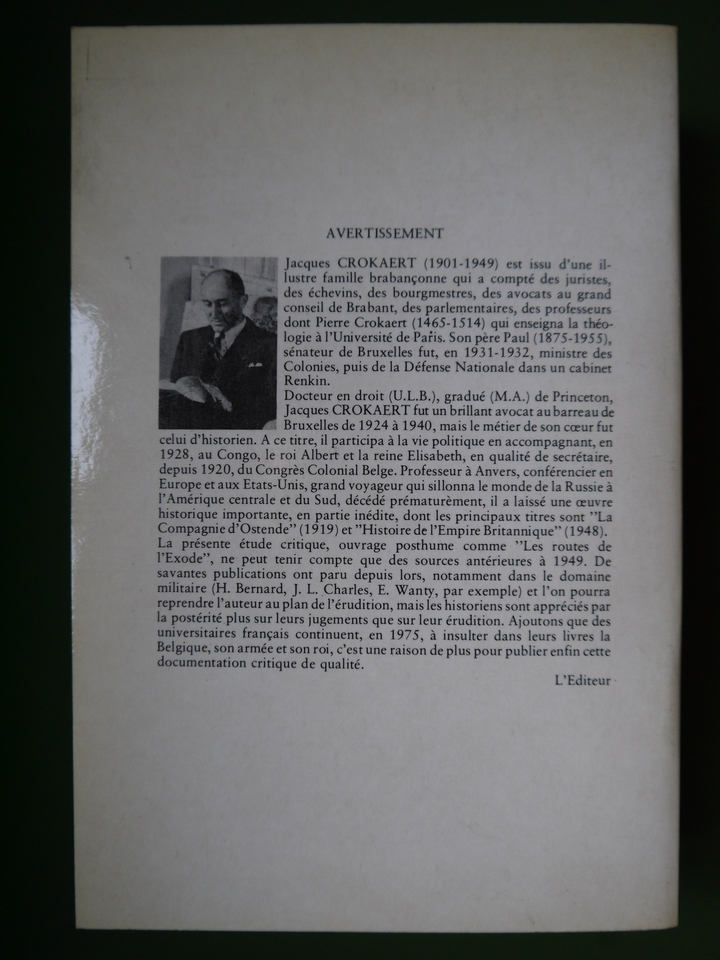 AVERTISSEMENT
Jacques CROKAERT (1901-1949) est issu d'une il-
lustre famille brabançonne qui a compté des juristes,
des échevins, des bourgmestres, des avocats au grand
conseil de Brabant, des parlementaires, des professeurs
dont Pierre Crokaert (1465-1514) qui enseigna la théo-
logie à l'Université de Paris. Son père Paul (1875-1955),
sénateur de Bruxelles fut, en 1931-1932, ministre des
Colonies, puis de la Défense Nationale dans un cabinet
Renkin.
Docteur en droit (U.L.B.), gradué (M.A.) de Princeton,
Jacques CROKAERT fut un brillant avocat au barreau de
Bruxelles de 1924 à 1940, mais le métier de son cœur fut
celui d'historien. A ce titre, il participa à la vie politique en accompagnant, en
1928, au Congo, le roi Albert et la reine Elisabeth, en qualité de secrétaire,
depuis 1920, du Congrès Colonial Belge. Professeur à Anvers, conférencier en
Europe et aux Etats-Unis, grand voyageur qui sillonna le monde de la Russie à
l'Amérique centrale et du Sud, décédé prématurèment, il a laissé une œuvre
historique importante, en partie inédite, dont les principaux titres sont "La
Compagnie d'Ostende" (1919) et "Histoire de l'Empire Britannique" (1948).
La présente étude critique, ouvrage posthume comme "Les routes de
l'Exode", ne peut tenir compte que des sources antérieures à 1949. De
savantes publications ont paru depuis lors, notamment dans le domaine
militaire (H. Bernard, J. L. Charles, E. Wanty, par exemple) et l'on pourra
reprendre l'auteur au plan de l'érudition, mais les historiens sont appréciés par
la postérité plus sur leurs jugements que sur leur érudition. Ajoutons que des
universitaires français continuent, en 1975, à insulter dans leurs livres la
Belgique, son armée et son roi, c'est une raison de plus pour publier enfin cette
documentation critique de qualité.
L'Editeur